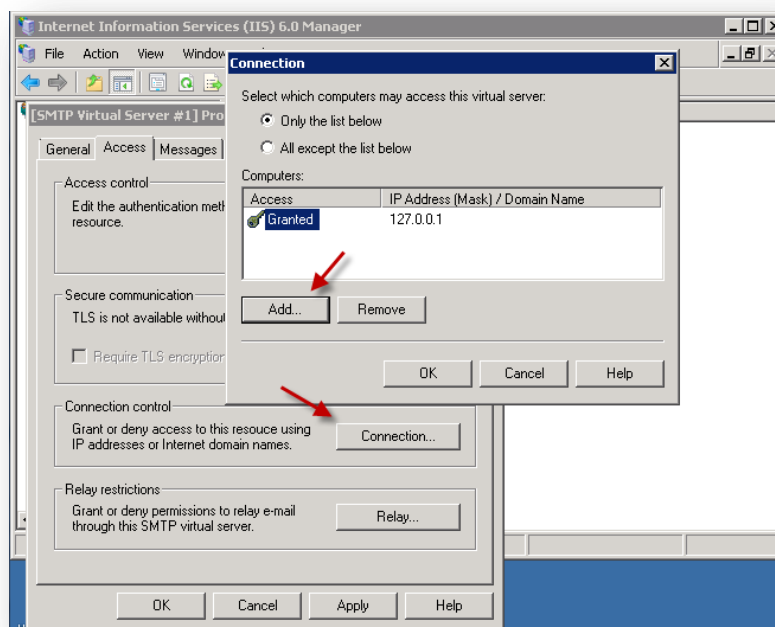 Internet Information Services (IIS) 6.0 Manager
File Action View Window
Connection
Select which computers may access this virtual server:
Only the list below
All except the list below
Computers:
Access IP Address (Mask) / Domain Name
Granted 127.0.0.1
Add... Remove
OK Cancel Help
[SMTP Virtual Server #1] Pro
General Access Messages
Access control
Edit the authentication met
resource.
Secure communication
TLS is not available withou
Require TLS encryption
Connection control
Grant or deny access to this resouce using
IP addresses or Internet domain names.
Connection...
Relay restrictions
Grant or deny permissions to relay e-mail
through this SMTP virtual server.
Relay...
OK Cancel Apply Help